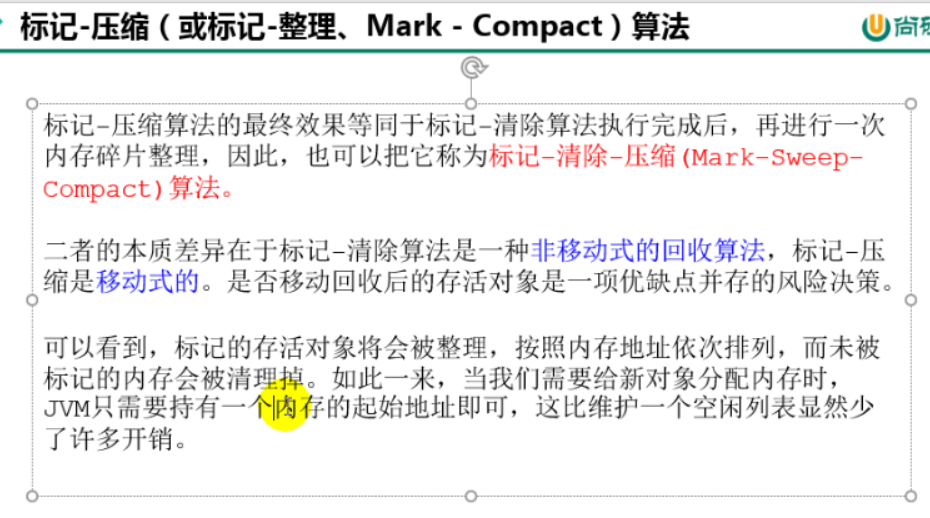 标记-压缩（或标记-整理、Mark - Compact）算法
尚硅
标记-压缩算法的最终效果等同于标记-清除算法执行完成后，再进行一次
内存碎片整理，因此，也可以把它称为标记-清除-压缩(Mark-Sweep-
Compact)算法。
二者的本质差异在于标记-清除算法是一种非移动式的回收算法，标记-压
缩是移动式的。是否移动回收后的存活对象是一项优缺点并存的风险决策。
可以看到，标记的存活对象将会被整理，按照内存地址依次排列，而未被
标记的内存会被清理掉。如此一来，当我们需要给新对象分配内存时，
JVM只需要持有一个内存的起始地址即可，这比维护一个空闲列表显然少
了许多开销。